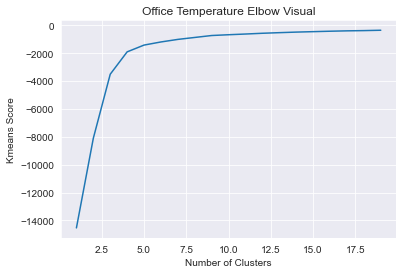 Office Temperature Elbow Visual
0
−2000
−4000
−6000
−8000
−10000
−12000
−14000
Kmeans Score
2.5 5.0 7.5 10.0 12.5 15.0 17.5
Number of Clusters